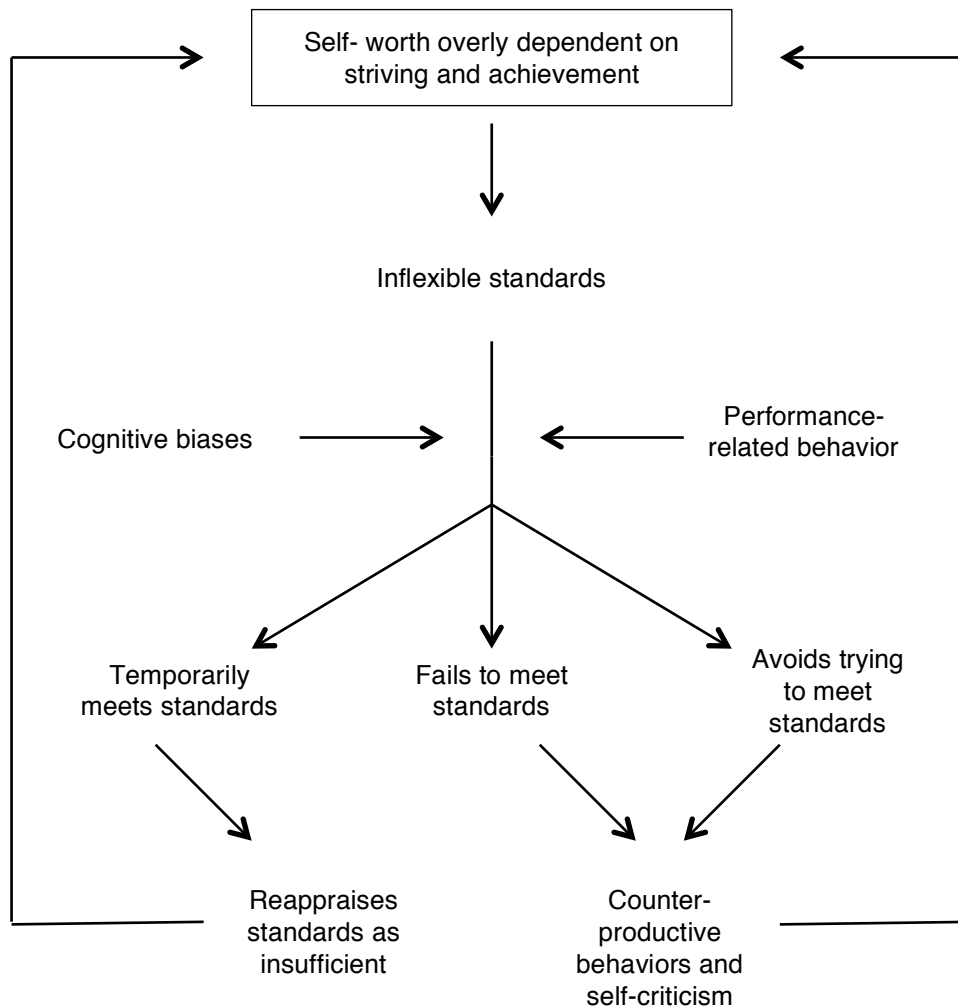 Self- worth overly dependent on
striving and achievement
Inflexible standards
Cognitive biases
Performance-
related behavior
Temporarily
meets standards
Fails to meet
standards
Avoids trying
to meet
standards
Reappraises
standards as
insufficient
Counter-
productive
behaviors and
self-criticism